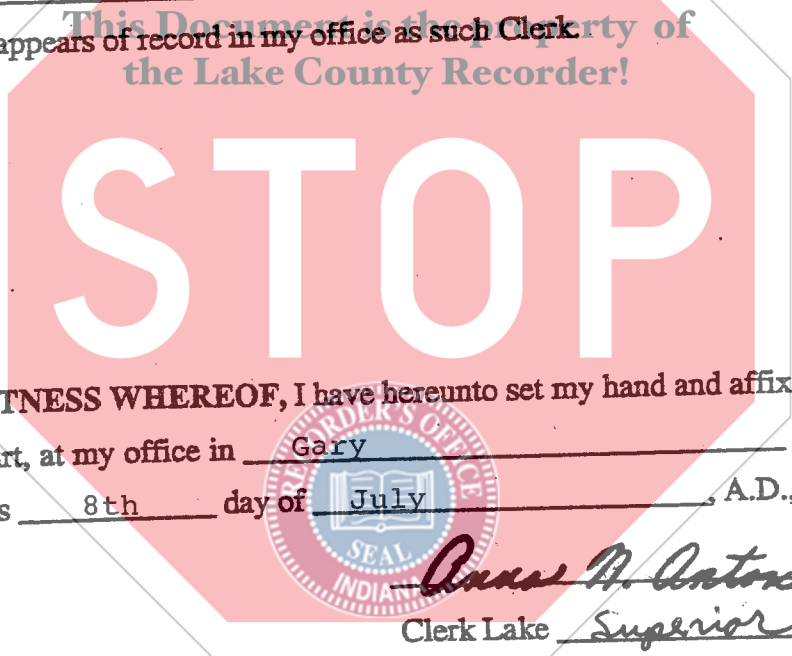 This Document is the property of
appears of record in my office as such Clerk.
the Lake County Recorder!
STOP
TNESS WHEREOF, I have hereunto set my hand and affix
rt, at my office in Gary
s 8th day of July, A.D.,
RECORDER'S OFFICE
SEAL
INDIANA
Anna N. Anton
Clerk Lake Superior